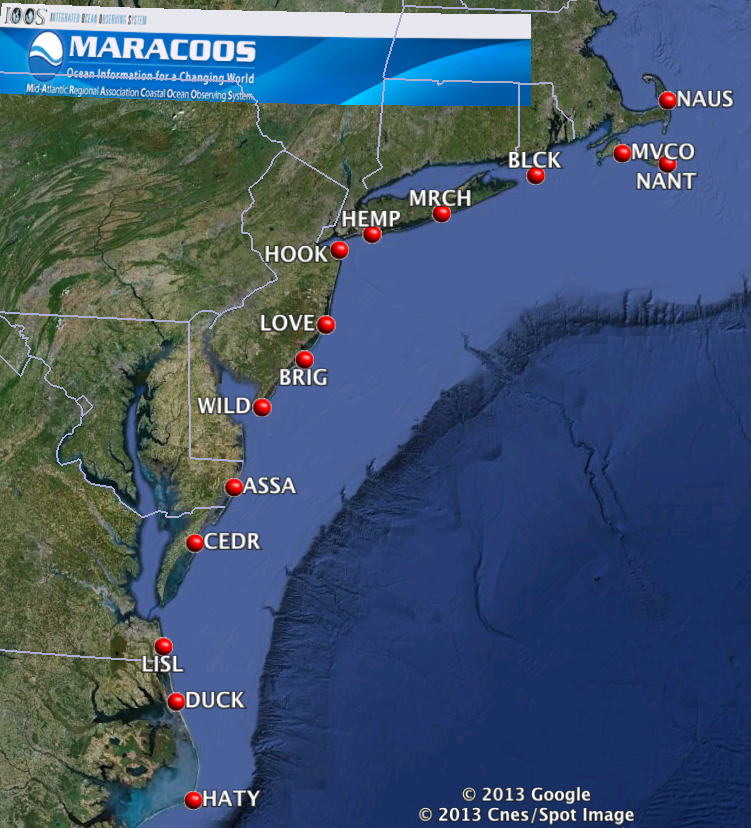 IOOS INTEGRATED OCEAN OBSERVING SYSTEM
MARACOOS
Ocean Information for a Changing World
Mid-Atlantic Regional Association Coastal Ocean Observing System
NAUS
MVCO
BLCK
NANT
MRCH
HEMP
HOOK
LOVE
BRIG
WILD
ASSA
CEDR
LISL
DUCK
HATY
© 2013 Google
© 2013 Cnes/Spot Image